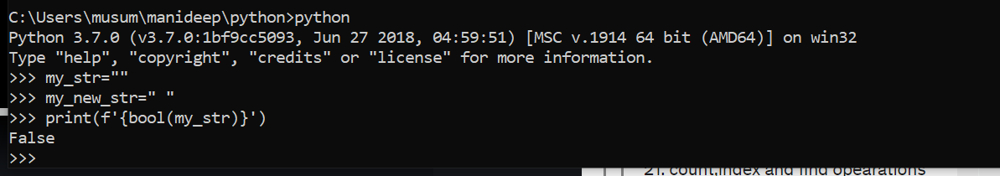 C:\Users\musum\manideep\python>python
Python 3.7.0 (v3.7.0:1bf9cc5093, Jun 27 2018, 04:59:51) [MSC v.1914 64 bit (AMD64)] on win32
Type "help", "copyright", "credits" or "license" for more information.
>>> my_str=""
>>> my_new_str=" "
>>> print(f'{bool(my_str)}')
False
>>>
21. count,index and find opearations